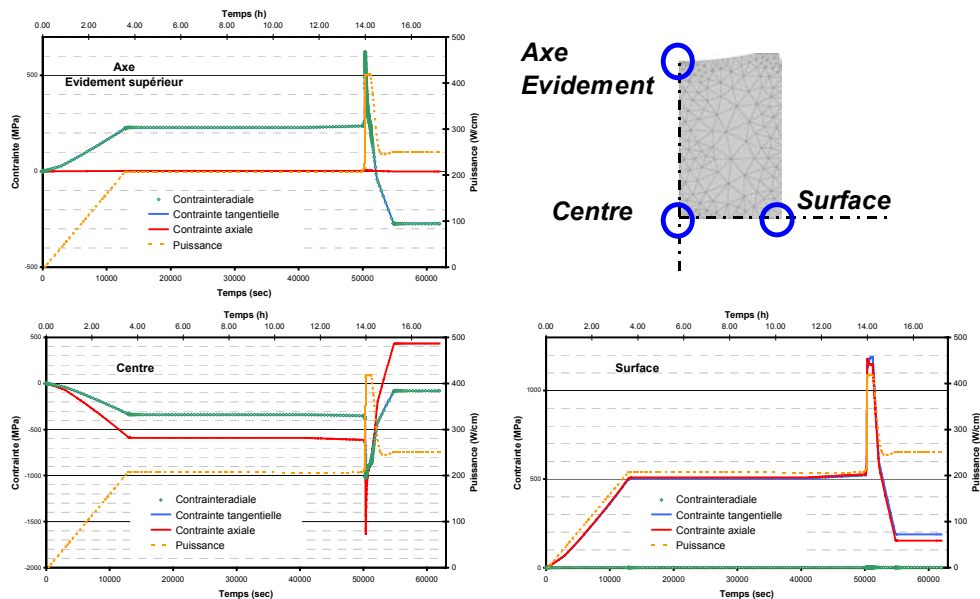 Temps (h)
0.00 2.00 4.00 6.00 8.00 10.00 12.00 14.00 16.00
Axe
Evidement supérieur
Contrainte (MPa)
500
0
-500
Puissance (W/cm)
500
400
300
200
100
0
Contrainteradiale
Contrainte tangentielle
Contrainte axiale
Puissance
0 10000 20000 30000 40000 50000 60000
Temps (sec)
Axe
Evidement
Centre
Surface
Temps (h)
0.00 2.00 4.00 6.00 8.00 10.00 12.00 14.00 16.00
Centre
Contrainte (MPa)
500
0
-500
-1000
-1500
-2000
Puissance (W/cm)
500
400
300
200
100
0
Contrainteradiale
Contrainte tangentielle
Contrainte axiale
Puissance
0 10000 20000 30000 40000 50000 60000
Temps (sec)
Temps (h)
0.00 2.00 4.00 6.00 8.00 10.00 12.00 14.00 16.00
Surface
Contrainte (MPa)
1000
500
0
Puissance (W/cm)
500
400
300
200
100
0
Contrainteradiale
Contrainte tangentielle
Contrainte axiale
Puissance
0 10000 20000 30000 40000 50000 60000
Temps (sec)